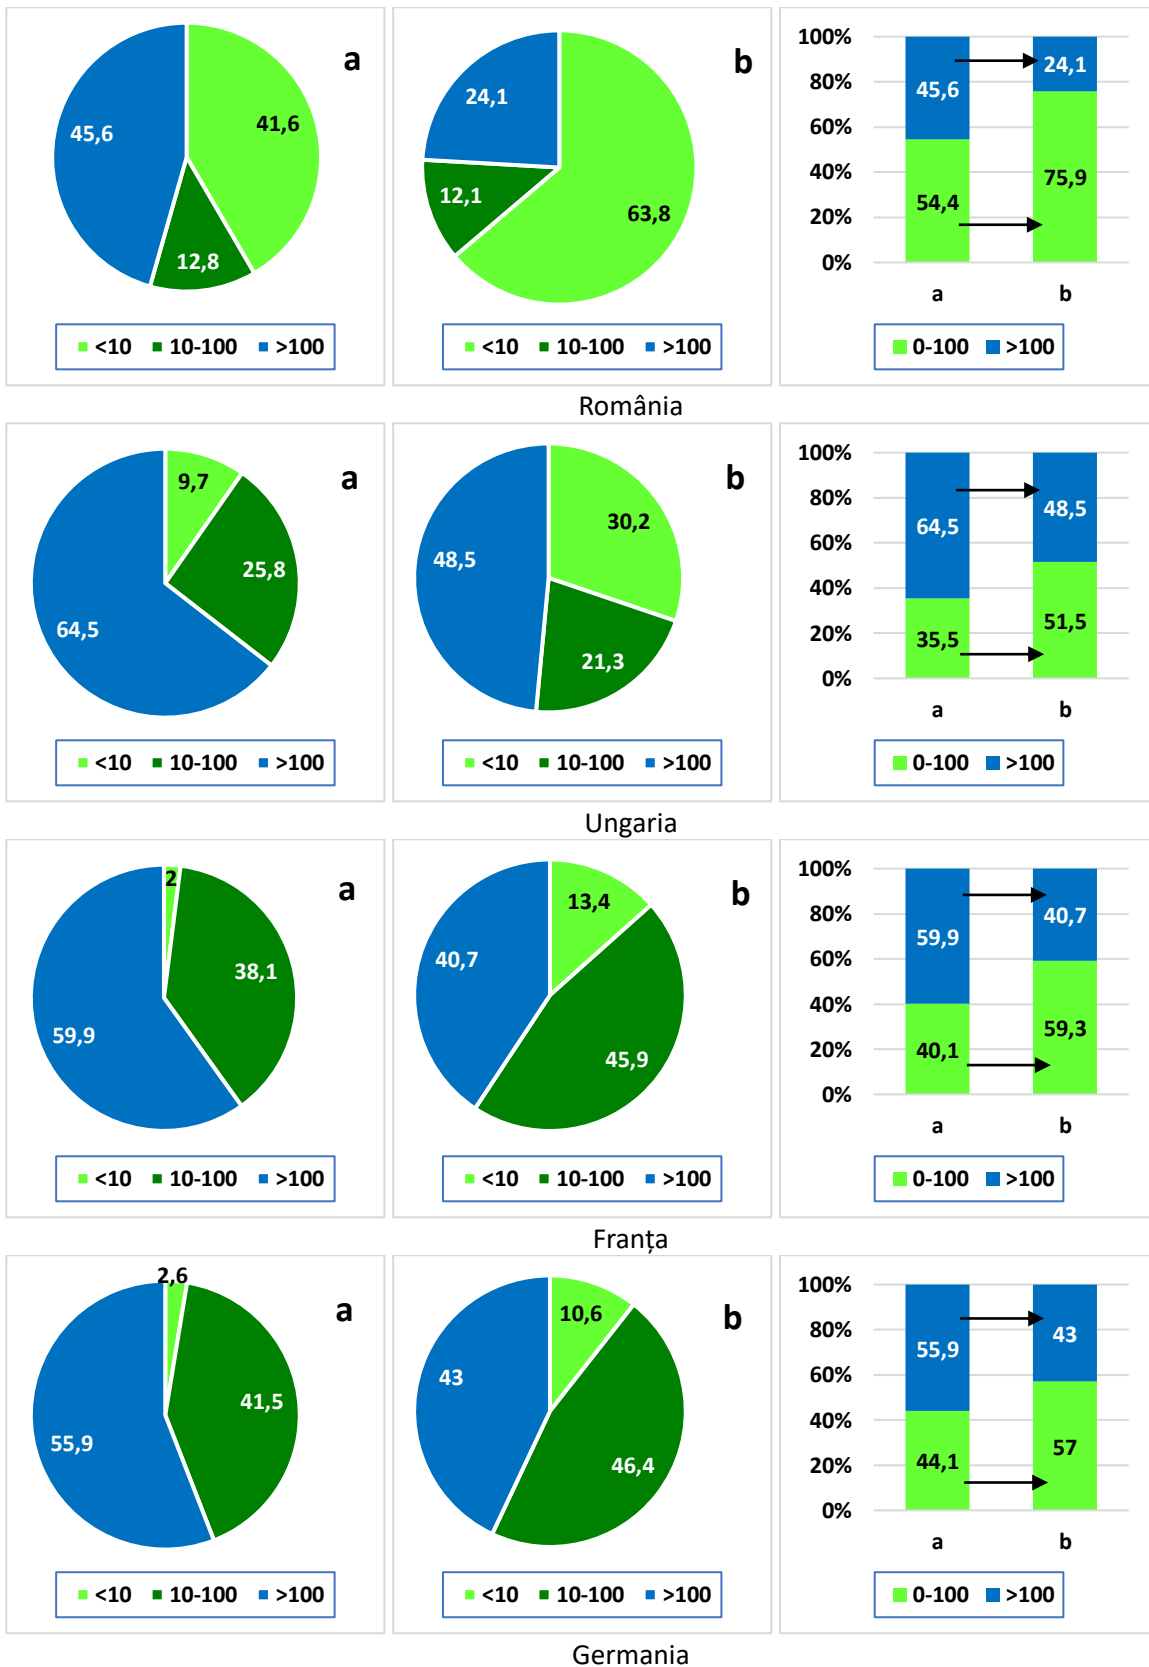 a
45,6
41,6
12,8
<10 10-100 >100
b
24,1
12,1
63,8
<10 10-100 >100
100%
80%
60%
40%
20%
0%
45,6
24,1
54,4
75,9
a b
0-100 >100
România
a
9,7
25,8
64,5
<10 10-100 >100
b
30,2
48,5
21,3
<10 10-100 >100
100%
80%
60%
40%
20%
0%
64,5
48,5
35,5
51,5
a b
0-100 >100
Ungaria
a
2
38,1
59,9
<10 10-100 >100
b
13,4
40,7
45,9
<10 10-100 >100
100%
80%
60%
40%
20%
0%
59,9
40,7
40,1
59,3
a b
0-100 >100
Franța
a
2,6
41,5
55,9
<10 10-100 >100
b
10,6
43
46,4
<10 10-100 >100
100%
80%
60%
40%
20%
0%
55,9
43
44,1
57
a b
0-100 >100
Germania